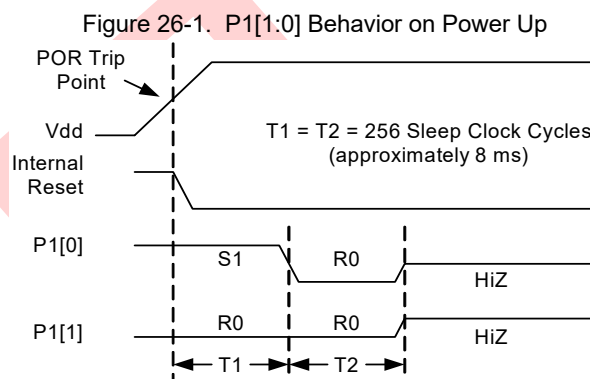 Figure 26-1. P1[1:0] Behavior on Power Up
POR Trip
Point
Vdd
T1 = T2 = 256 Sleep Clock Cycles
(approximately 8 ms)
Internal
Reset
P1[0]
S1
R0
HiZ
P1[1]
R0
R0
HiZ
T1
T2